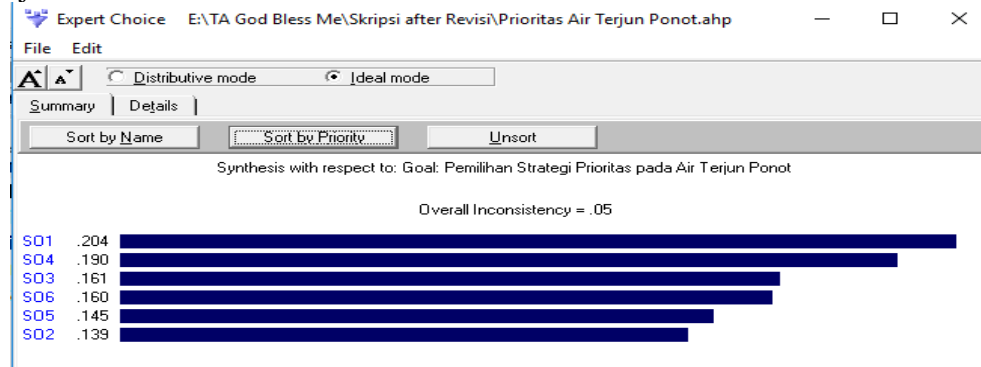 Expert Choice E:\TA God Bless Me\Skripsi after Revisi\Prioritas Air Terjun Ponot.ahp
File Edit
A A Distributive mode Ideal mode
Summary Details
Sort by Name Sort by Priority Unsort
Synthesis with respect to: Goal: Pemilihan Strategi Prioritas pada Air Terjun Ponot
Overall Inconsistency = .05
SO1 .204
SO4 .190
SO3 .161
SO6 .160
SO5 .145
SO2 .139